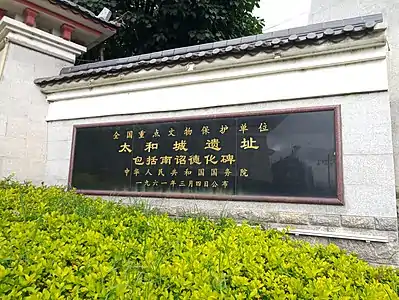 全国重点文物保护单位
太和城遗址
包括南诏德化碑
中华人民共和国国务院
一九六一年三月四日公布